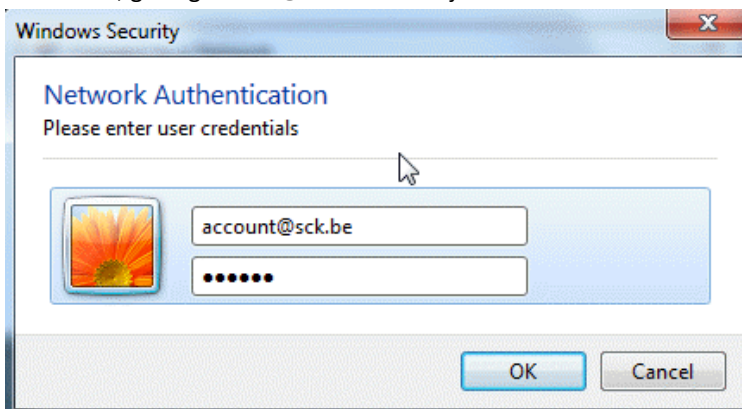 Windows Security
Network Authentication
Please enter user credentials
account@sck.be
••••••
OK Cancel